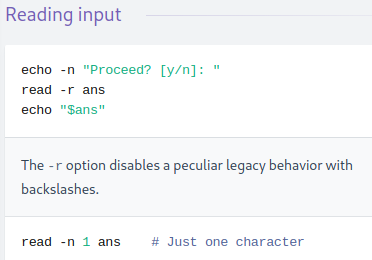 Reading input
echo -n "Proceed? [y/n]: "
read -r ans
echo "$ans"
The -r option disables a peculiar legacy behavior with
backslashes.
read -n 1 ans    # Just one character